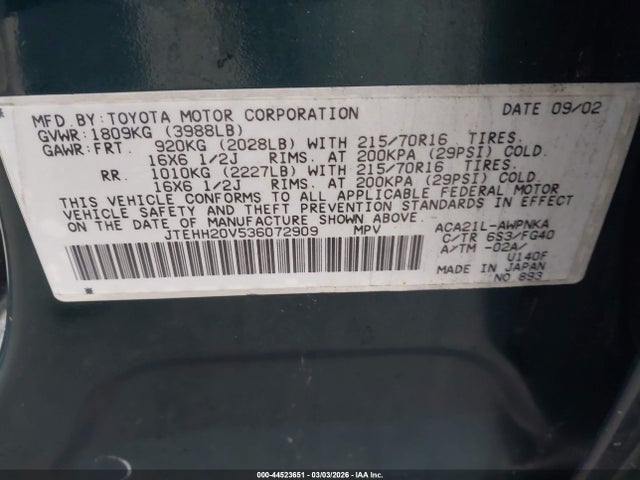 MFD.BY:TOYOTA MOTOR CORPORATION DATE 09/02
GVWR:1809KG (3988LB)
GAWR:FRT. 920KG (2028LB) WITH 215/70R16 TIRES.
16X6 1/2J RIMS. AT 200KPA (29PSI) COLD.
RR. 1010KG (2227LB) WITH 215/70R16 TIRES.
16X6 1/2J RIMS. AT 200KPA (29PSI) COLD.
THIS VEHICLE CONFORMS TO ALL APPLICABLE FEDERAL MOTOR
VEHICLE SAFETY AND THEFT PREVENTION STANDARDS IN EFFECT
ON THE DATE OF MANUFACTURE SHOWN ABOVE.
JTEHH20V536072909 MPV ACA21L-AWPNKA
C/TR 6S3/FG40
A/TM -02A/
U140F
MADE IN JAPAN
NO 893
000-44523651 | 03/03/2026 - IAAI.COM